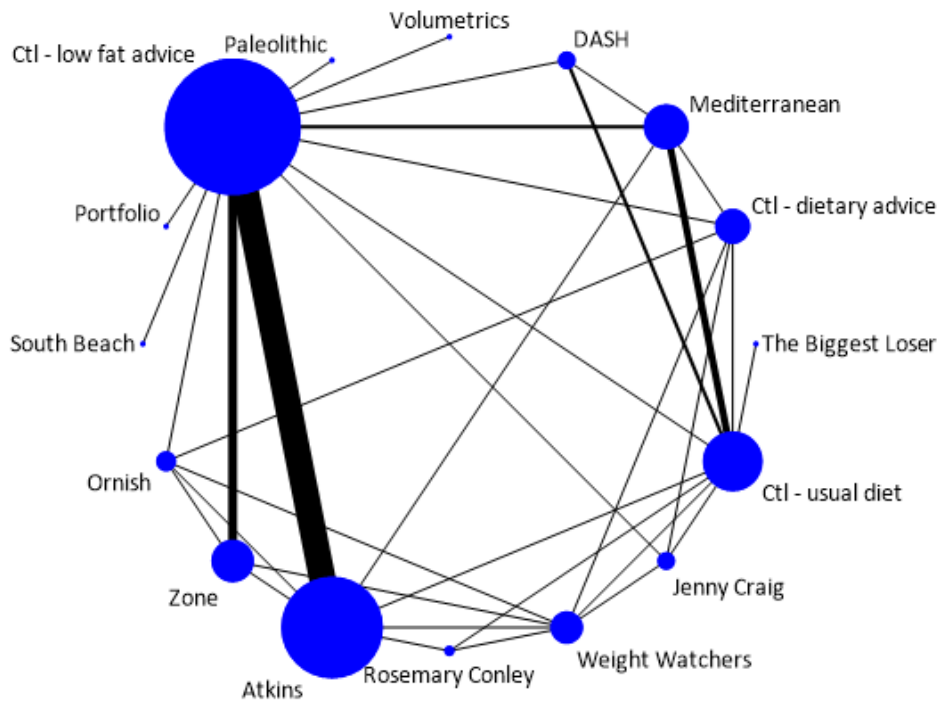 Volumetrics
DASH
Paleolithic
Ctl - low fat advice
Mediterranean
Ctl - dietary advice
Portfolio
South Beach
The Biggest Loser
Ornish
Ctl - usual diet
Zone
Jenny Craig
Weight Watchers
Rosemary Conley
Atkins